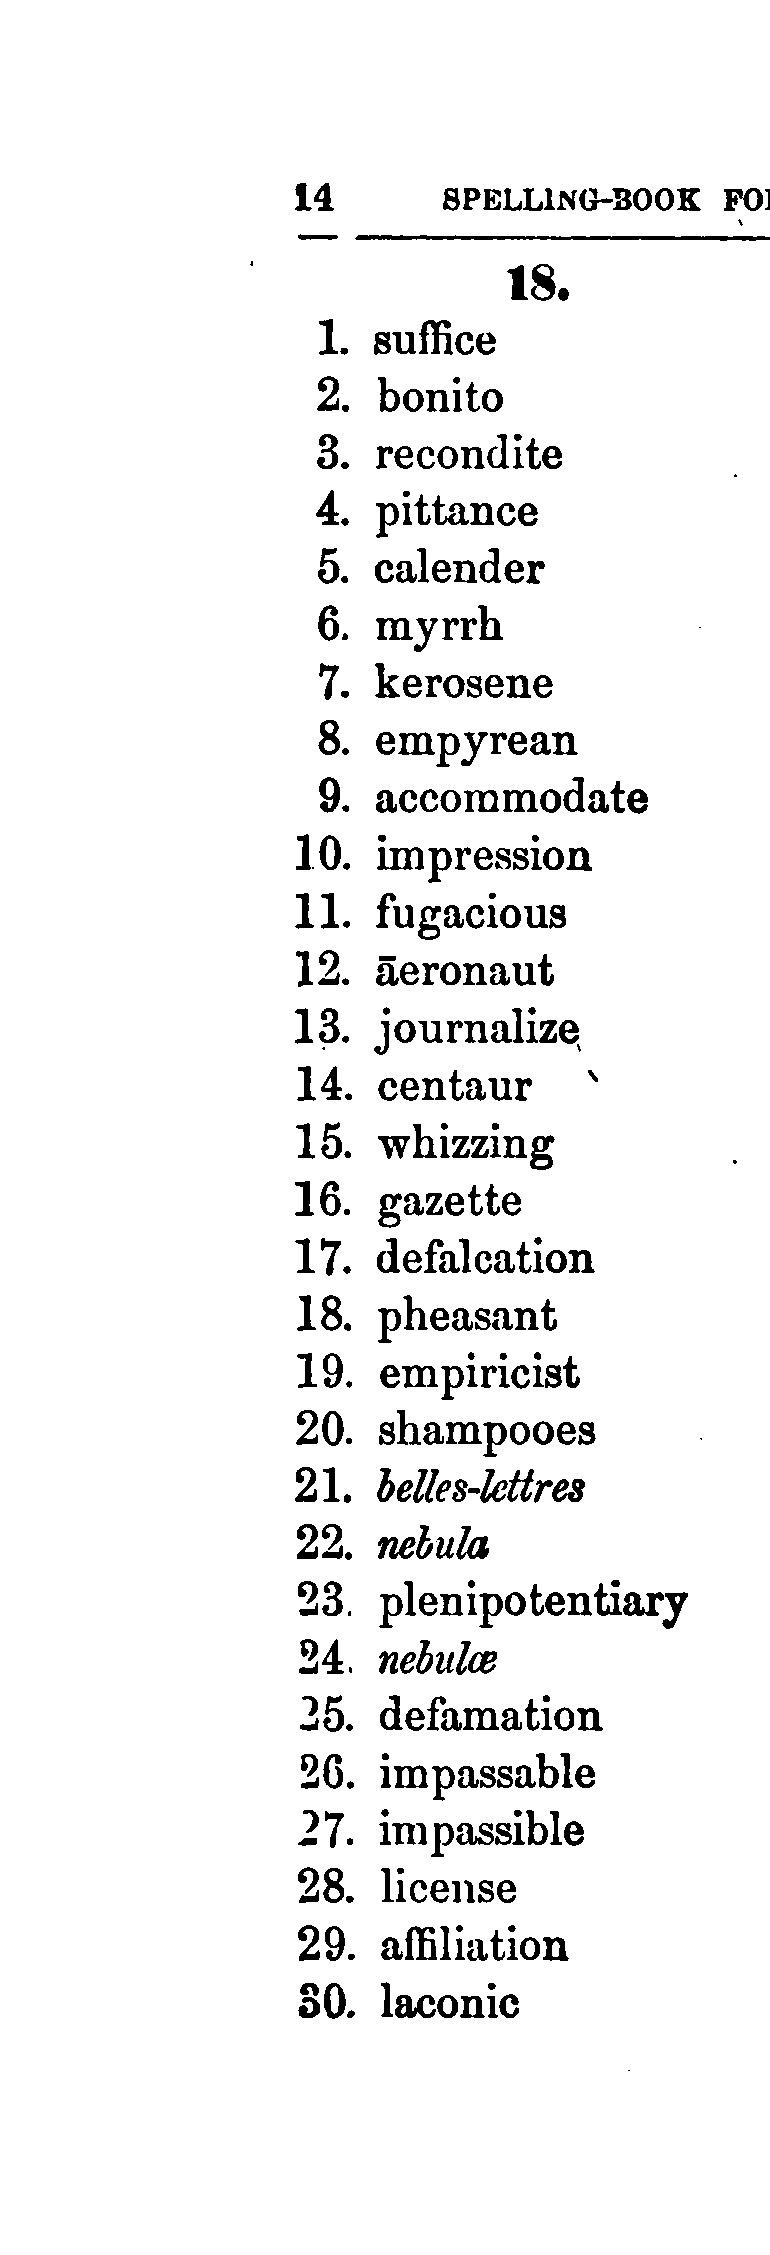 14 SPELLING-BOOK FO
18.
1. suffice
2. bonito
3. recondite
4. pittance
5. calender
6. myrrh
7. kerosene
8. empyrean
9. accommodate
10. impression
11. fugacious
12. āeronaut
13. journalize
14. centaur
15. whizzing
16. gazette
17. defalcation
18. pheasant
19. empiricist
20. shampooes
21. belles-lettres
22. nebula
23. plenipotentiary
24. nebulœ
25. defamation
26. impassable
27. impassible
28. license
29. affiliation
30. laconic